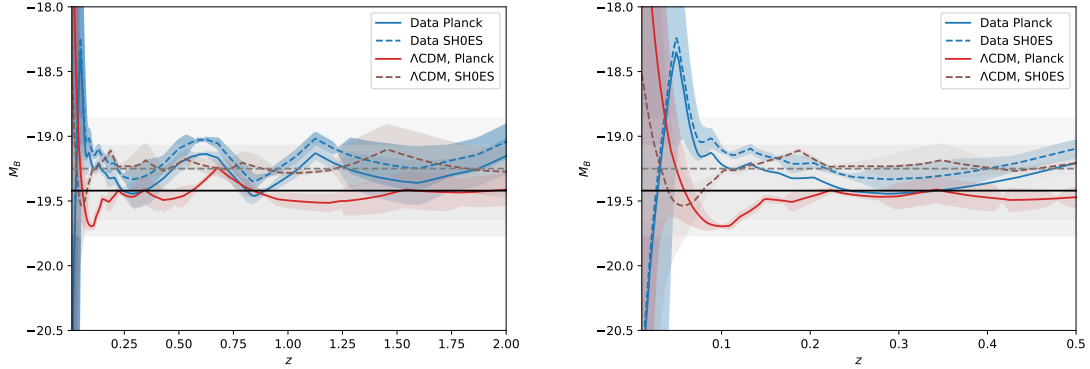 −18.0
−18.5
−19.0
−19.5
−20.0
−20.5
M_B
0.25 0.50 0.75 1.00 1.25 1.50 1.75 2.00
z
Data Planck
Data SH0ES
ΛCDM, Planck
ΛCDM, SH0ES
−18.0
−18.5
−19.0
−19.5
−20.0
−20.5
M_B
0.1 0.2 0.3 0.4 0.5
z
Data Planck
Data SH0ES
ΛCDM, Planck
ΛCDM, SH0ES